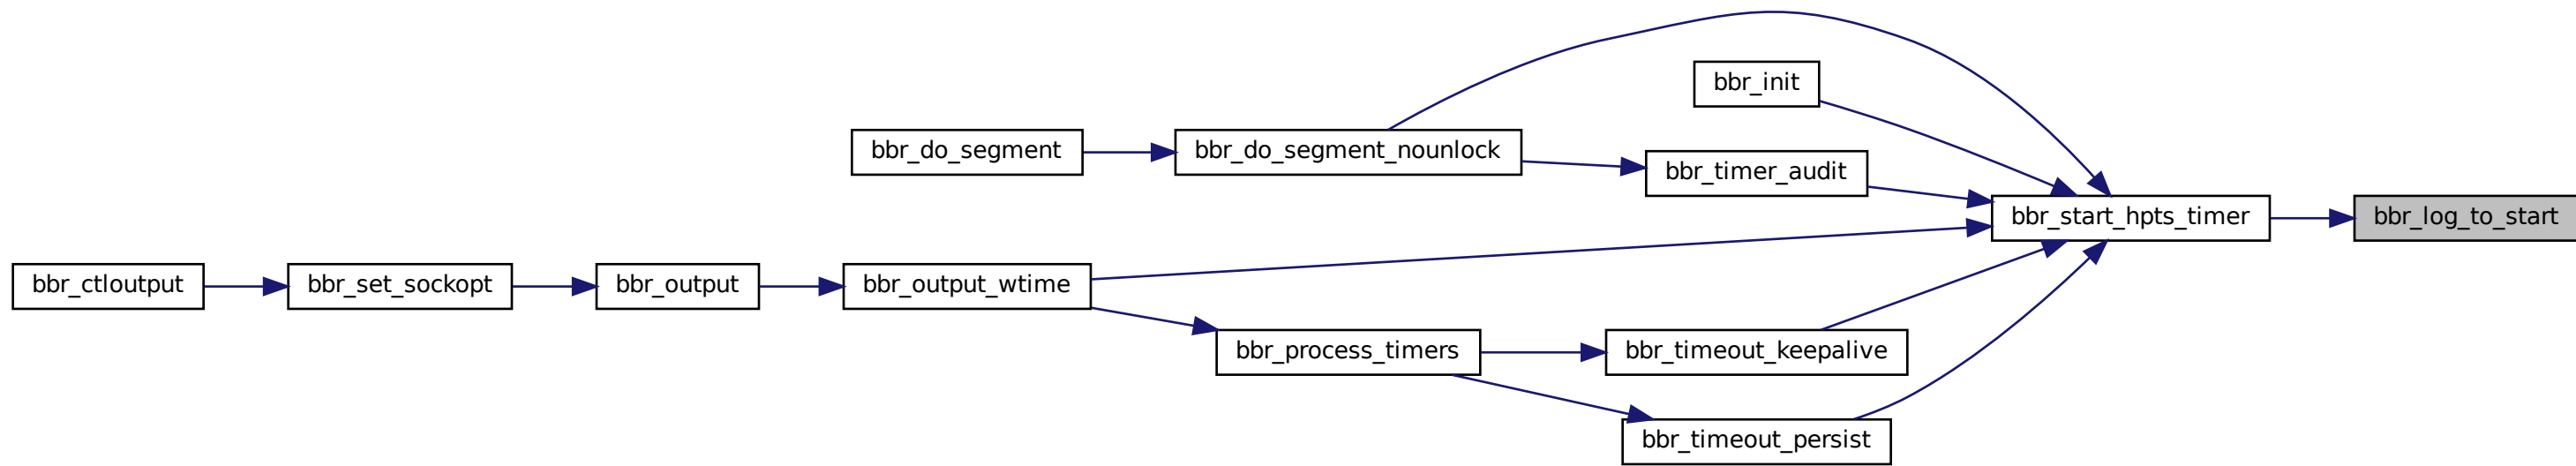 bbr_init
bbr_do_segment
bbr_do_segment_nounlock
bbr_timer_audit
bbr_start_hpts_timer
bbr_log_to_start
bbr_ctloutput
bbr_set_sockopt
bbr_output
bbr_output_wtime
bbr_process_timers
bbr_timeout_keepalive
bbr_timeout_persist